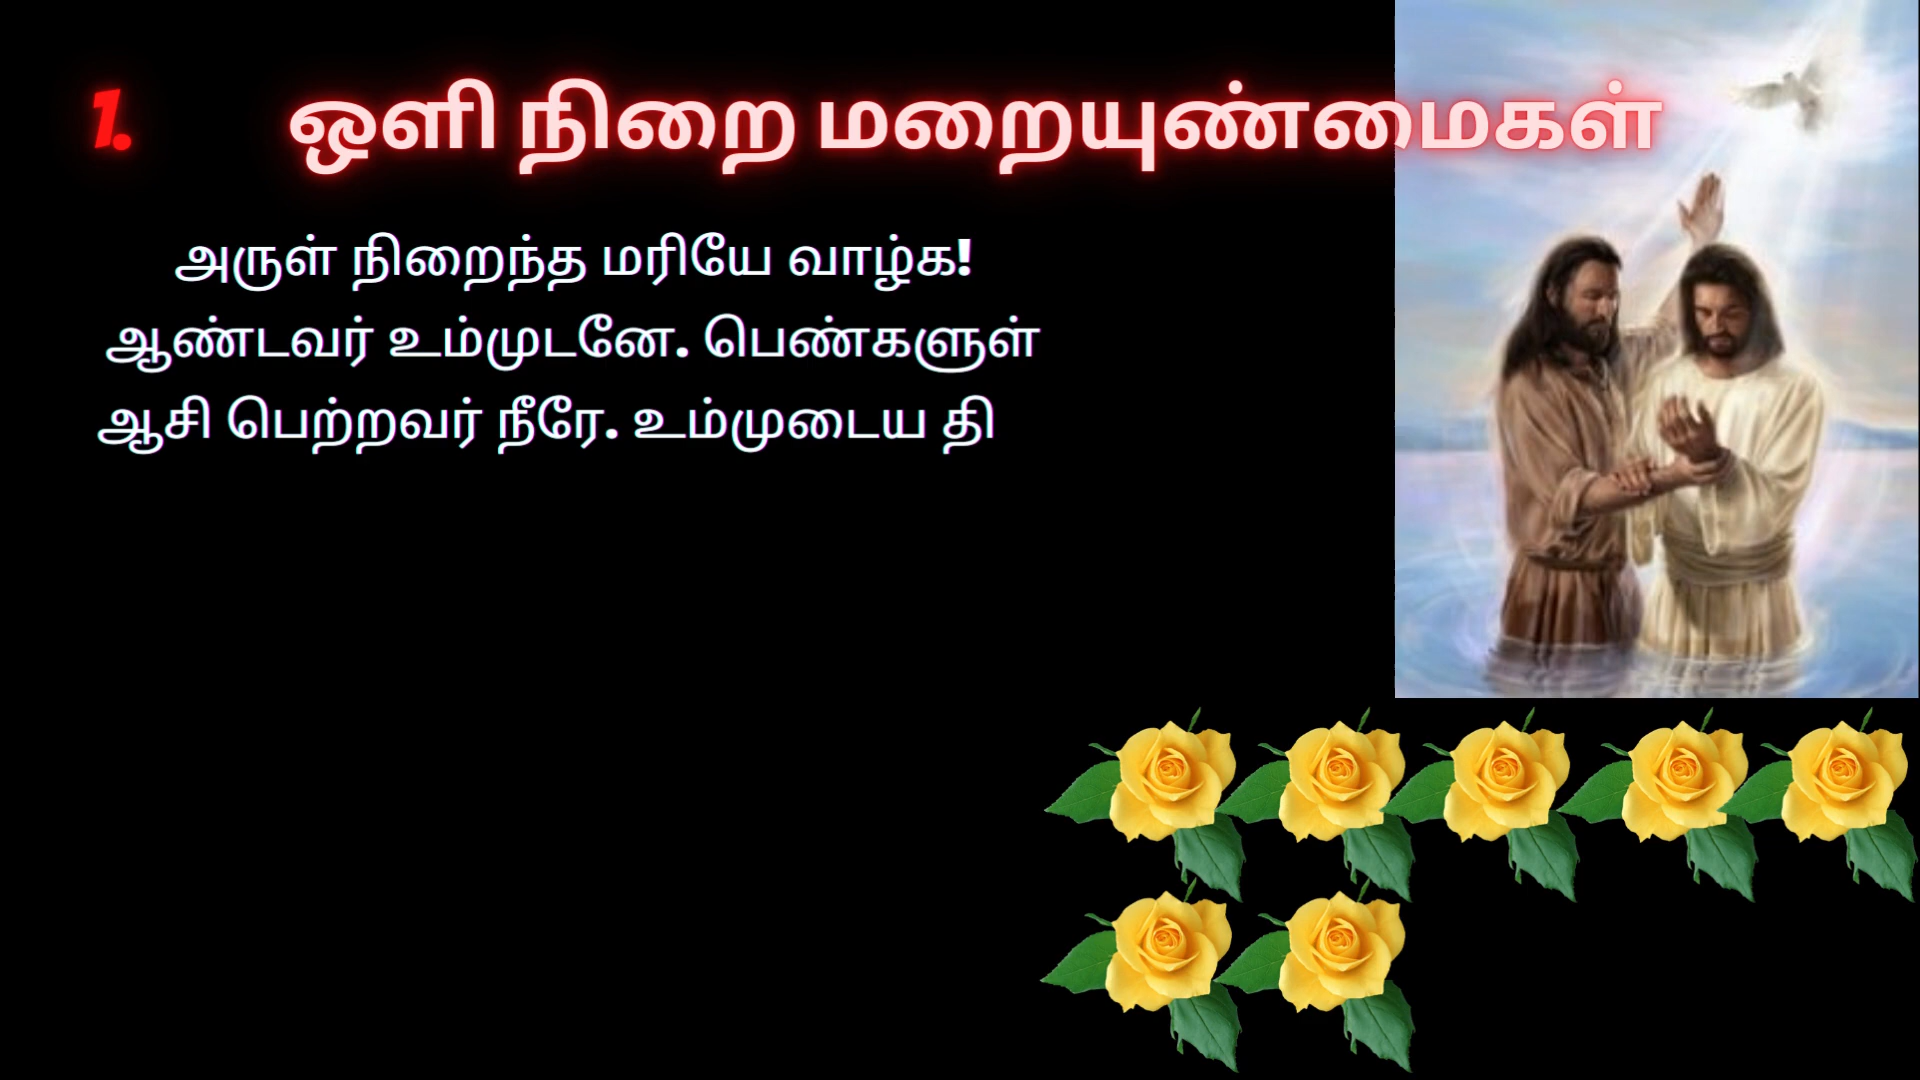 1. ஒளி நிறை மறையுண்மைகள்
அருள் நிறைந்த மரியே வாழ்க!
ஆண்டவர் உம்முடனே. பெண்களுள்
ஆசி பெற்றவர் நீரே. உம்முடைய தி